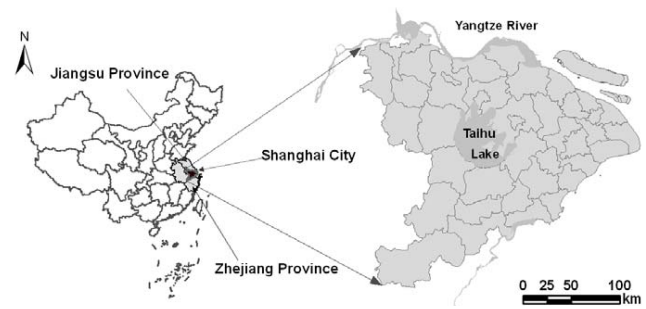 N
Yangtze River
Jiangsu Province
Taihu
Lake
Shanghai City
Zhejiang Province
0 25 50 100
km